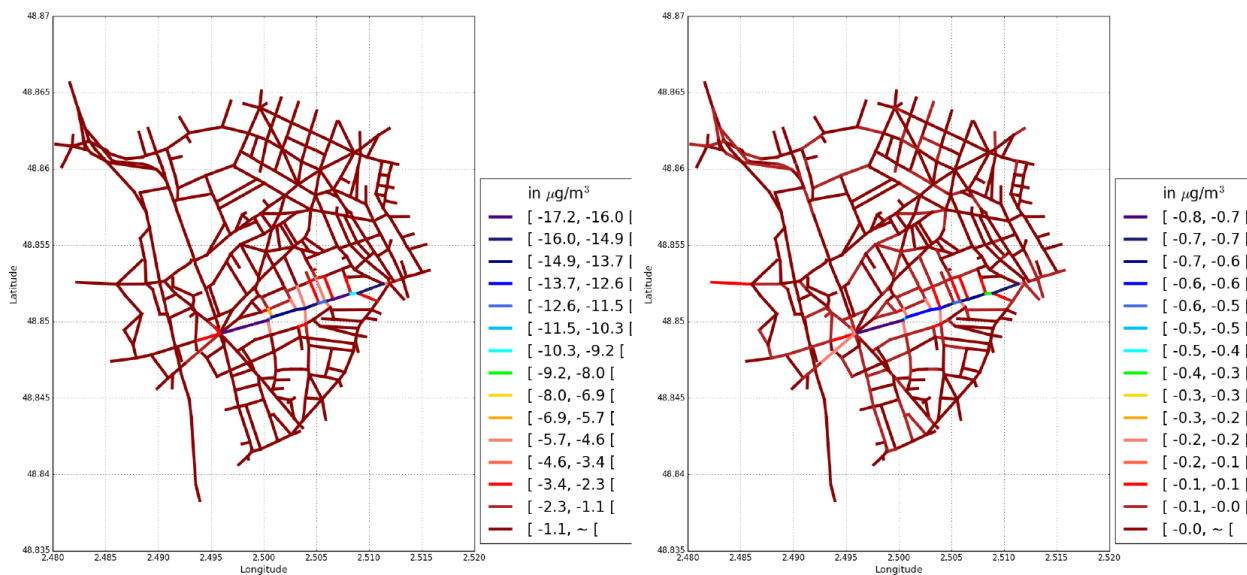 48.87
48.865
48.86
48.855
48.85
48.845
48.84
48.835
Latitude
2.480 2.485 2.490 2.495 2.500 2.505 2.510 2.515 2.520
Longitude
in μg/m³
[ -17.2, -16.0 [
[ -16.0, -14.9 [
[ -14.9, -13.7 [
[ -13.7, -12.6 [
[ -12.6, -11.5 [
[ -11.5, -10.3 [
[ -10.3, -9.2 [
[ -9.2, -8.0 [
[ -8.0, -6.9 [
[ -6.9, -5.7 [
[ -5.7, -4.6 [
[ -4.6, -3.4 [
[ -3.4, -2.3 [
[ -2.3, -1.1 [
[ -1.1, ~ [
48.87
48.865
48.86
48.855
48.85
48.845
48.84
48.835
Latitude
2.480 2.485 2.490 2.495 2.500 2.505 2.510 2.515 2.520
Longitude
in μg/m³
[ -0.8, -0.7 [
[ -0.7, -0.7 [
[ -0.7, -0.6 [
[ -0.6, -0.6 [
[ -0.6, -0.5 [
[ -0.5, -0.5 [
[ -0.5, -0.4 [
[ -0.4, -0.3 [
[ -0.3, -0.3 [
[ -0.3, -0.2 [
[ -0.2, -0.2 [
[ -0.2, -0.1 [
[ -0.1, -0.1 [
[ -0.1, -0.0 [
[ -0.0, ~ [